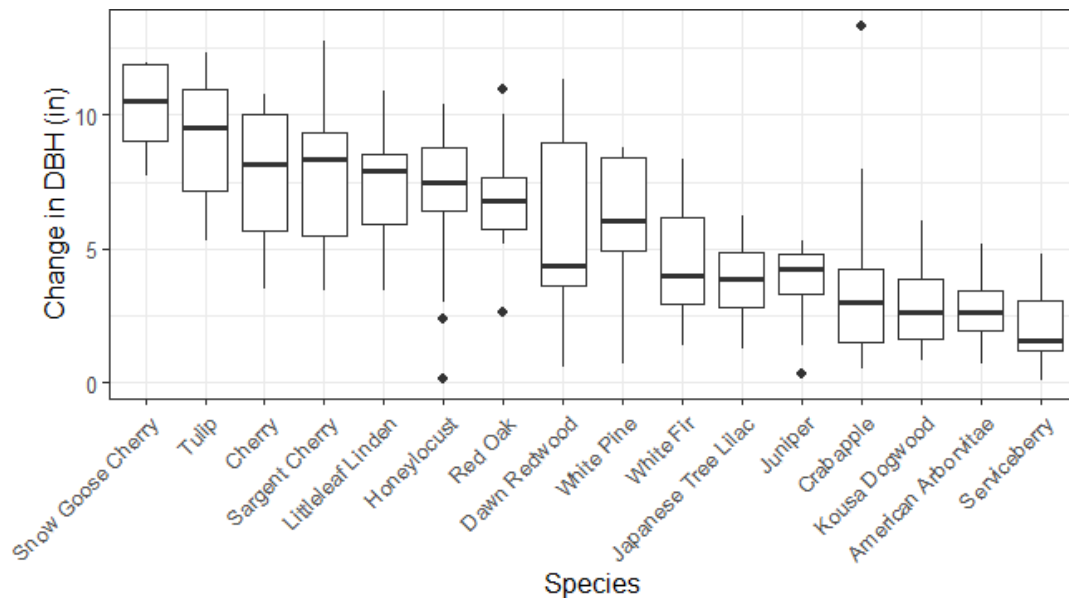 Change in DBH (in)
10
5
0
Snow Goose Cherry
Tulip
Cherry
Sargent Cherry
Littleleaf Linden
Honeylocust
Red Oak
Dawn Redwood
White Pine
White Fir
Japanese Tree Lilac
Juniper
Crabapple
Kousa Dogwood
American Arborvitae
Serviceberry
Species